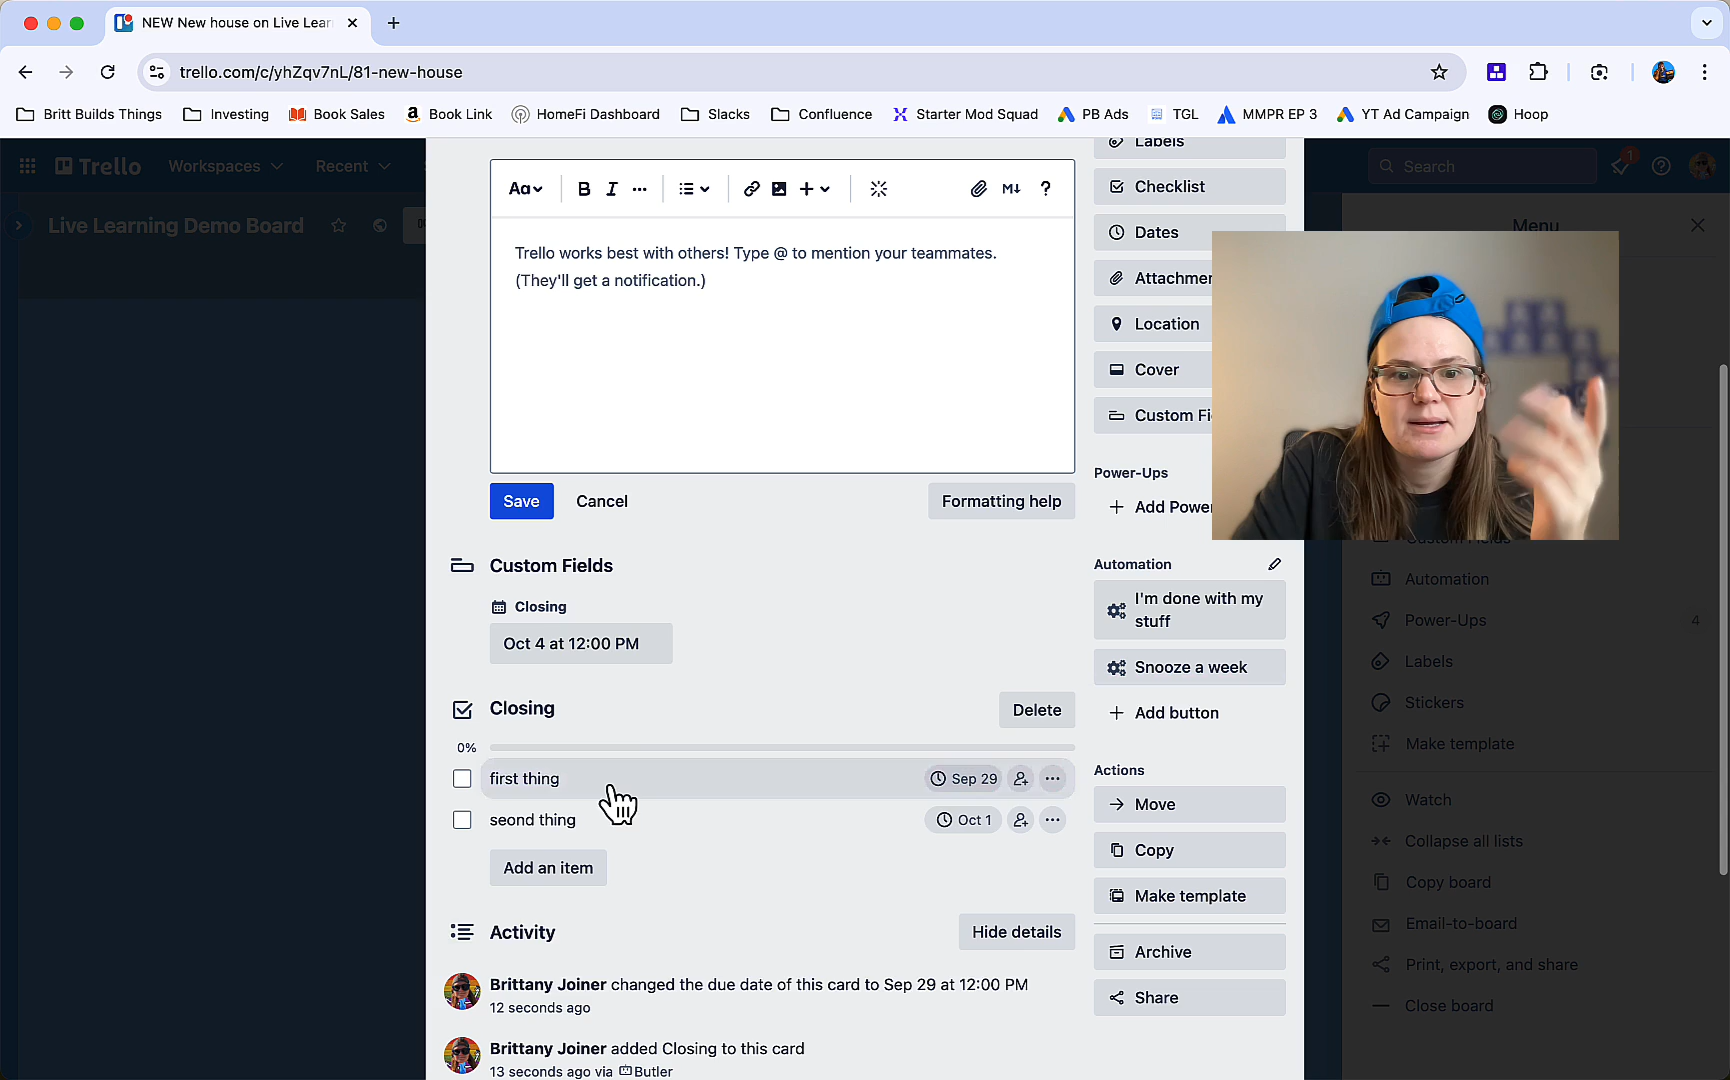 NEW New house on Live Lear
trello.com/c/yhZqv7nL/81-new-house
Britt Builds Things
Investing
Book Sales
Book Link
HomeFi Dashboard
Slacks
Confluence
Starter Mod Squad
PB Ads
TGL
MMPR EP 3
YT Ad Campaign
Hoop
Trello
Workspaces
Recent
Search
1
Live Learning Demo Board
Menu
Aa
B
I
M
?
Trello works best with others! Type @ to mention your teammates.
(They'll get a notification.)
Save
Cancel
Formatting help
Custom Fields
Closing
Oct 4 at 12:00 PM
Closing
Delete
0%
first thing
Sep 29
seond thing
Oct 1
Add an item
Activity
Hide details
Brittany Joiner changed the due date of this card to Sep 29 at 12:00 PM
12 seconds ago
Brittany Joiner added Closing to this card
13 seconds ago via Butler
Labels
Checklist
Dates
Attachmen
Location
Cover
Custom Fi
Power-Ups
Add Power
Automation
I'm done with my
stuff
Snooze a week
Add button
Actions
Move
Copy
Make template
Archive
Share
Custom Fields
Automation
Power-Ups
4
Labels
Stickers
Make template
Watch
Collapse all lists
Copy board
Email-to-board
Print, export, and share
Close board